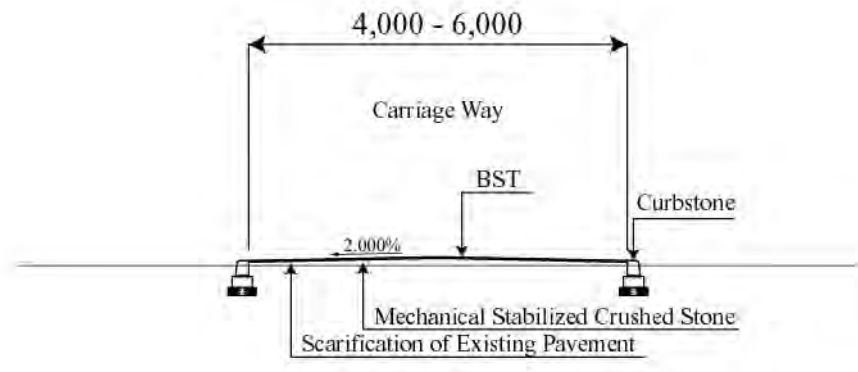 4,000 - 6,000
Carriage Way
BST
Curbstone
2.000%
Mechanical Stabilized Crushed Stone
Scarification of Existing Pavement